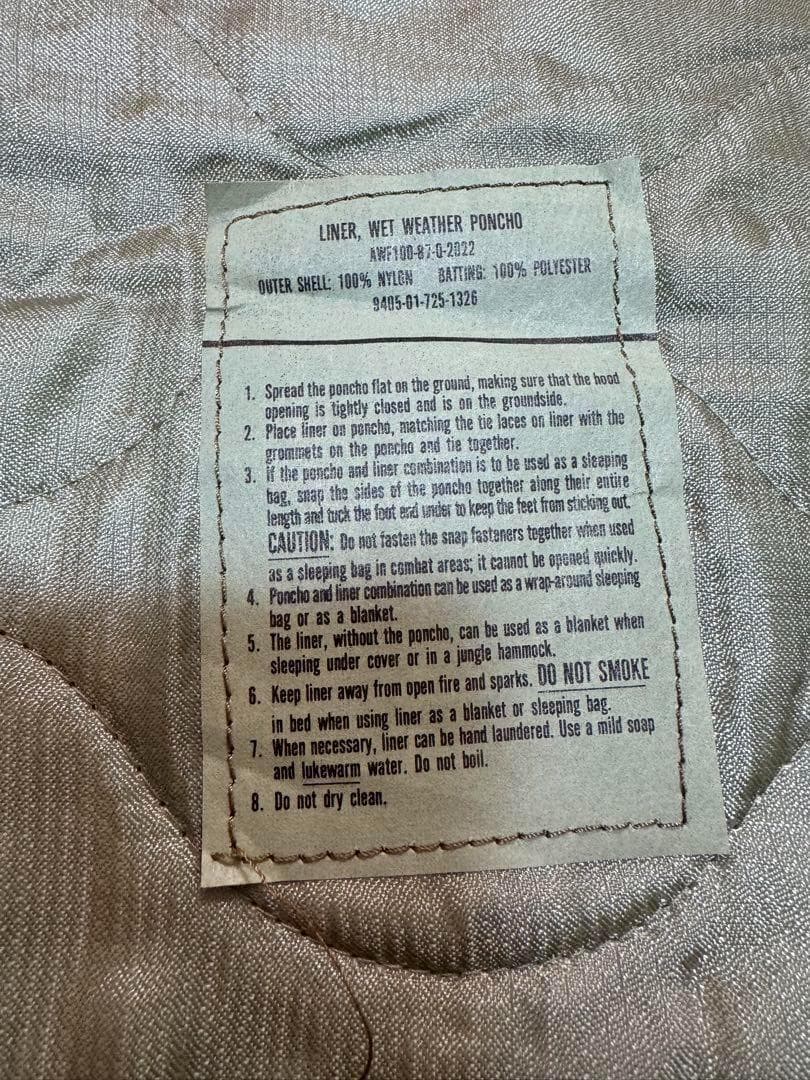 LINER, WET WEATHER PONCHO
AWF100-87-0-2022
OUTER SHELL: 100% NYLON BATTING: 100% POLYESTER
9405-01-725-1326
1. Spread the poncho flat on the ground, making sure that the hood
opening is tightly closed and is on the groundside.
2. Place liner on poncho, matching the tie laces on liner with the
grommets on the poncho and tie together.
3. If the poncho and liner combination is to be used as a sleeping
bag, snap the sides of the poncho together along their entire
length and tuck the foot end under to keep the feet from sticking out.
CAUTION: Do not fasten the snap fasteners together when used
as a sleeping bag in combat areas; it cannot be opened quickly.
4. Poncho and liner combination can be used as a wrap-around sleeping
bag or as a blanket.
5. The liner, without the poncho, can be used as a blanket when
sleeping under cover or in a jungle hammock.
6. Keep liner away from open fire and sparks. DO NOT SMOKE
in bed when using liner as a blanket or sleeping bag.
7. When necessary, liner can be hand laundered. Use a mild soap
and lukewarm water. Do not boil.
8. Do not dry clean.